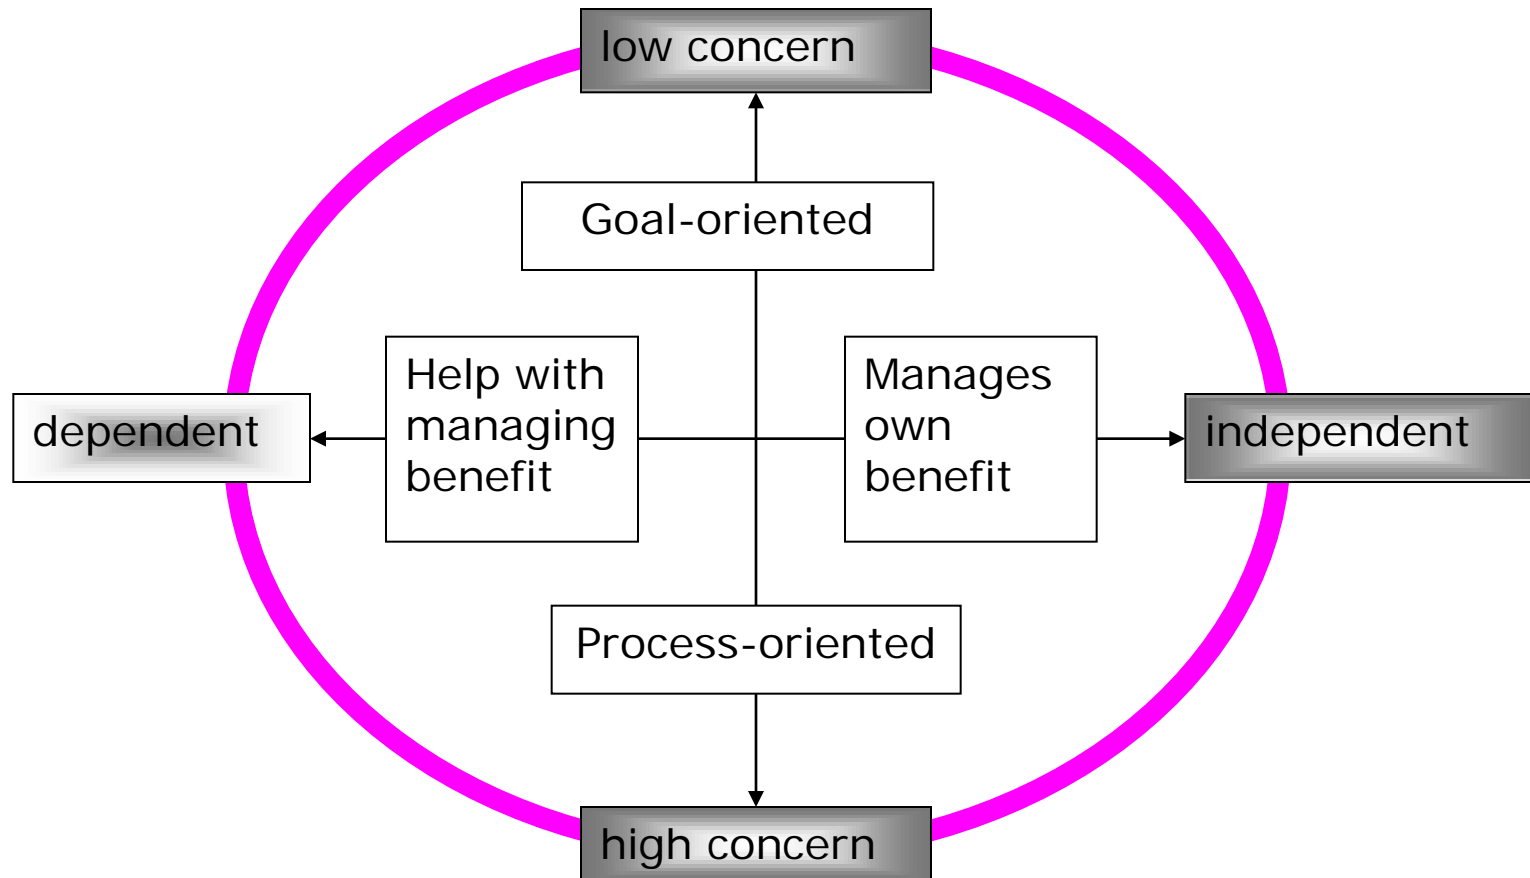 low concern
Goal-oriented
Help with
managing
benefit
Manages
own
benefit
dependent
independent
Process-oriented
high concern